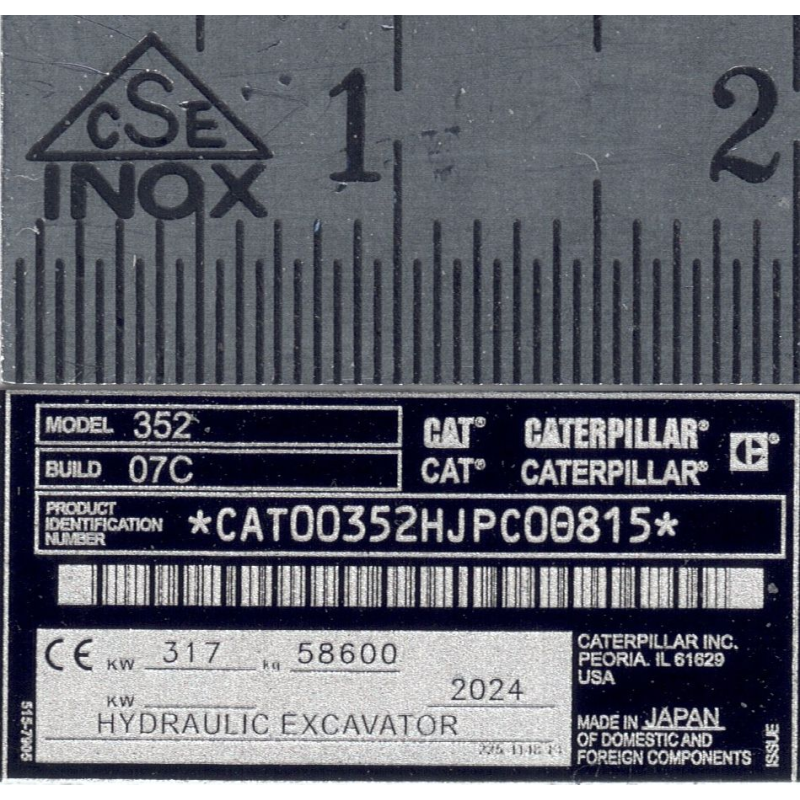 CSE
INOX
1 2
MODEL 352
CAT® CATERPILLAR®
BUILD 07C
CAT® CATERPILLAR®
PRODUCT
IDENTIFICATION
NUMBER
*CAT00352HJPC00815*
CE KW 317 kg 58600
KW 2024
HYDRAULIC EXCAVATOR
CATERPILLAR INC.
PEORIA. IL 61629
USA
MADE IN JAPAN
OF DOMESTIC AND
FOREIGN COMPONENTS
ISSUE